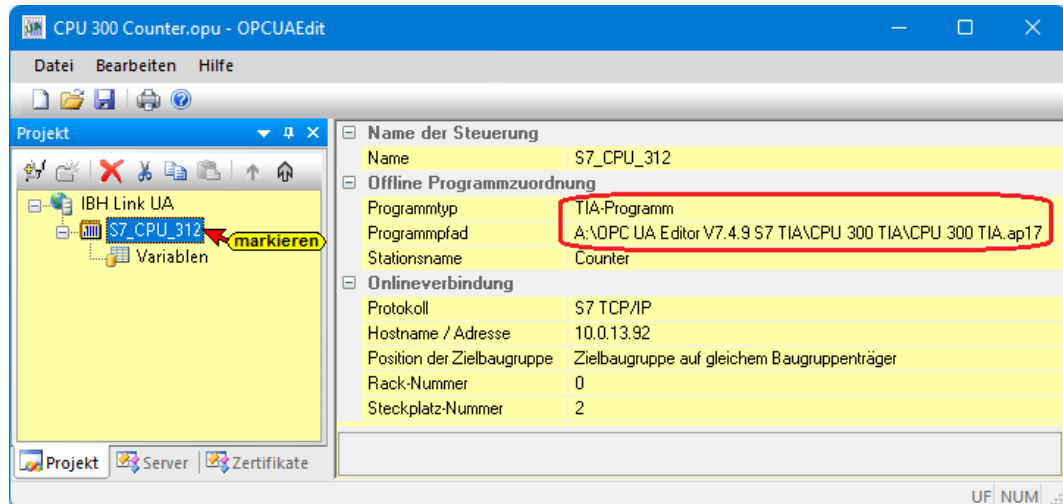 CPU 300 Counter.opu - OPCUAEdit
Datei Bearbeiten Hilfe
Projekt
IBH Link UA
S7_CPU_312
markieren
Variablen
Projekt Server Zertifikate
Name der Steuerung
Name S7_CPU_312
Offline Programmzuordnung
Programmtyp TIA-Programm
Programmpfad A:\OPC UA Editor V7.4.9 S7 TIA\CPU 300 TIA\CPU 300 TIA.ap17
Stationsname Counter
Onlineverbindung
Protokoll S7 TCP/IP
Hostname / Adresse 10.0.13.92
Position der Zielbaugruppe Zielbaugruppe auf gleichem Baugruppenträger
Rack-Nummer 0
Steckplatz-Nummer 2
UF NUM